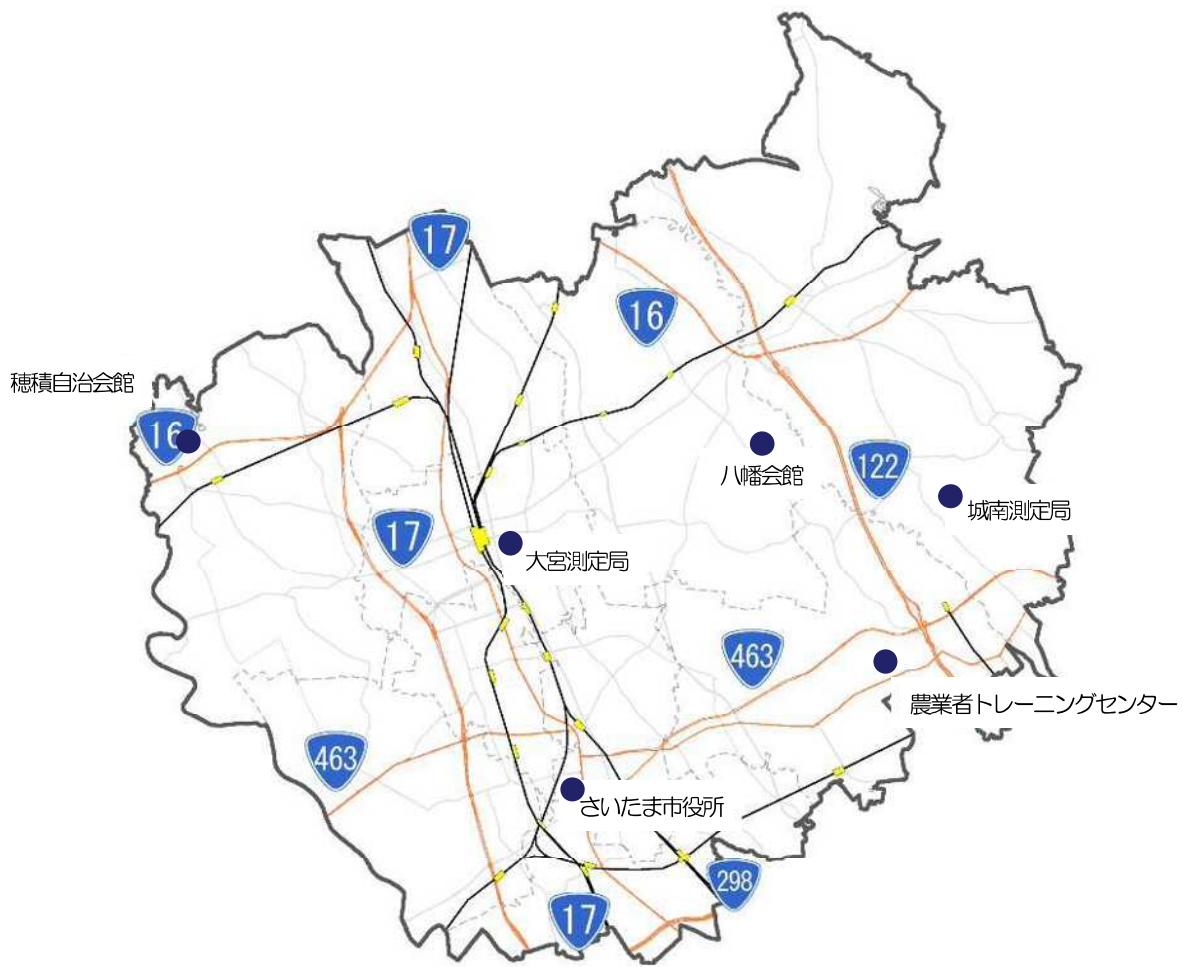 17
16
穂積自治会館
16
八幡会館
122
城南測定局
17
大宮測定局
463
農業者トレーニングセンター
463
さいたま市役所
298
17